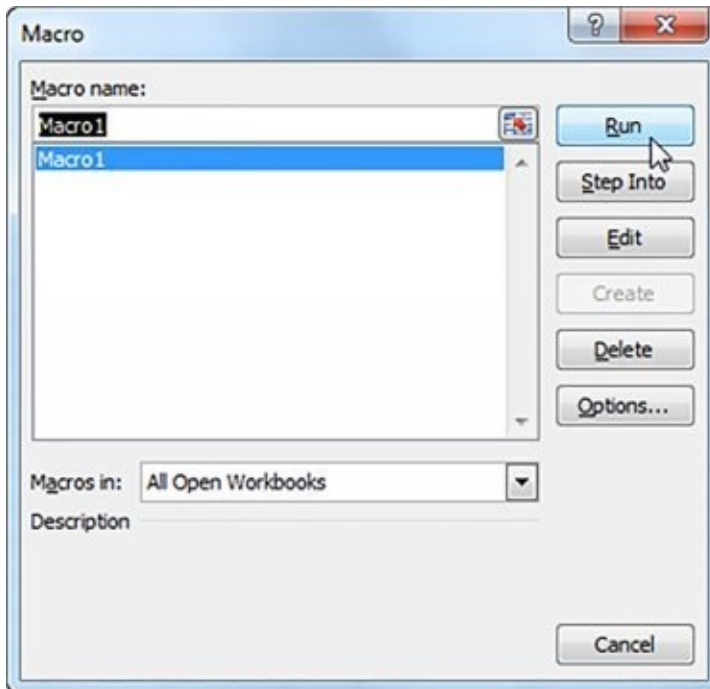 Macro
Macro name:
Macro1
Macro1
Run
Step Into
Edit
Create
Delete
Options...
Macros in: All Open Workbooks
Description
Cancel